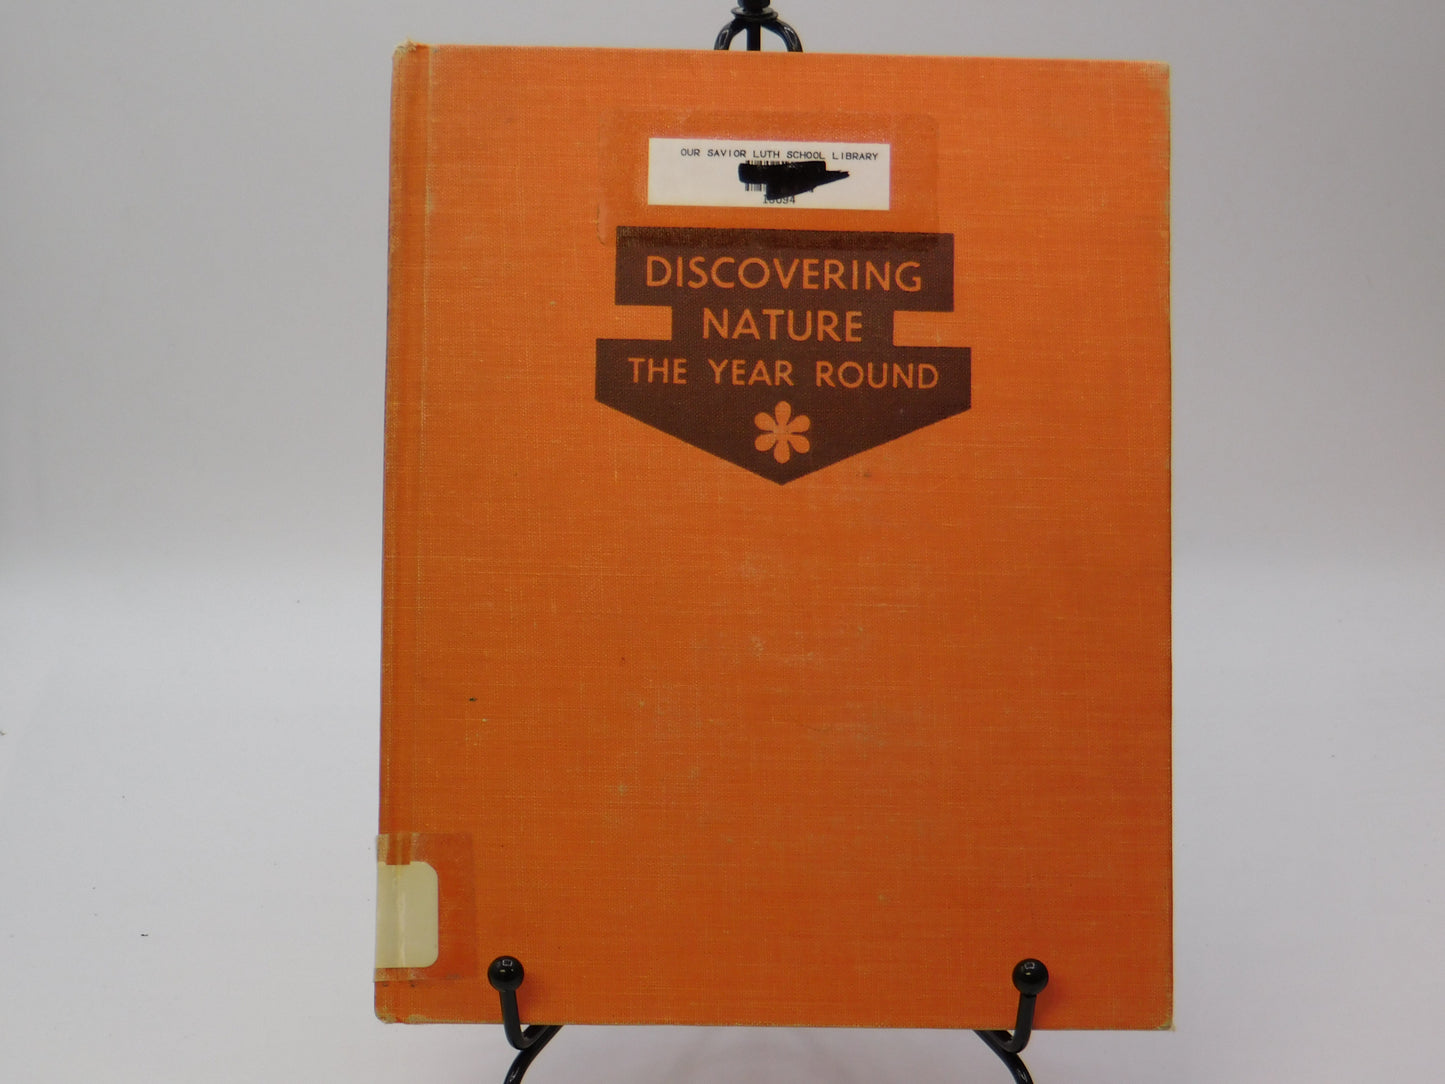 OUR SAVIOR LUTH SCHOOL LIBRARY
DISCOVERING
NATURE
THE YEAR ROUND